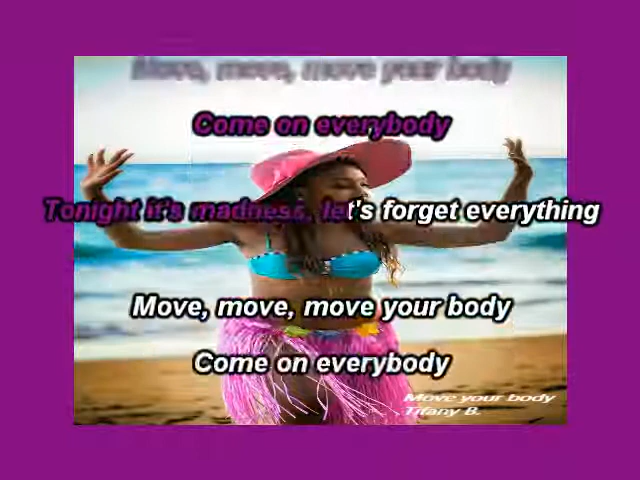 Move, move, move your body
Come on everybody
Tonight it's madness, let's forget everything
Move, move, move your body
Come on everybody
Move your body
Tifany B.